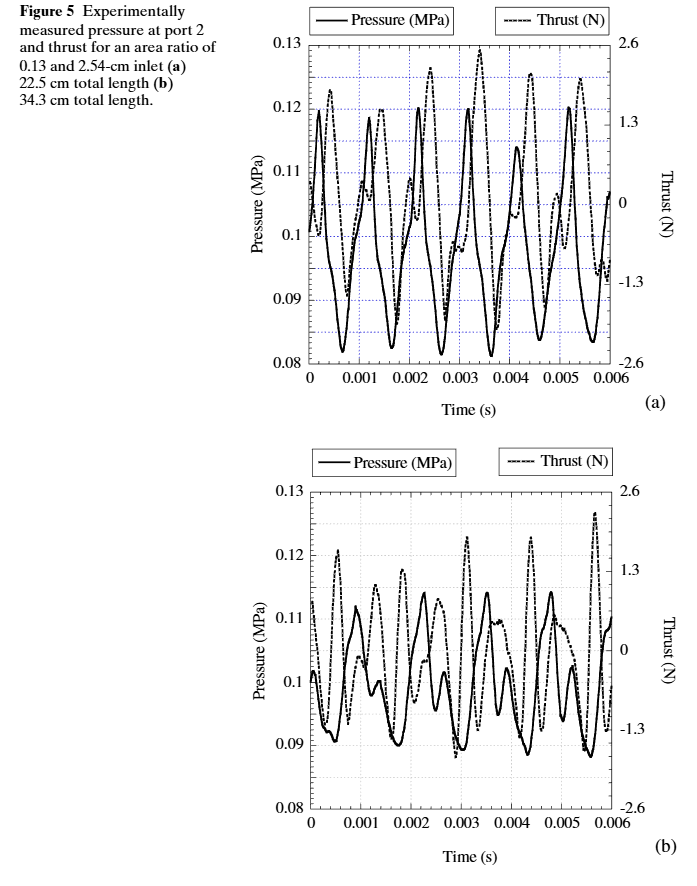 Figure 5 Experimentally
measured pressure at port 2
and thrust for an area ratio of
0.13 and 2.54-cm inlet (a)
22.5 cm total length (b)
34.3 cm total length.
Pressure (MPa)
Thrust (N)
0.13
0.12
0.11
0.1
0.09
0.08
Pressure (MPa)
2.6
1.3
0
-1.3
-2.6
Thrust (N)
0 0.001 0.002 0.003 0.004 0.005 0.006
Time (s)
(a)
Pressure (MPa)
Thrust (N)
0.13
0.12
0.11
0.1
0.09
0.08
Pressure (MPa)
2.6
1.3
0
-1.3
-2.6
Thrust (N)
0 0.001 0.002 0.003 0.004 0.005 0.006
Time (s)
(b)